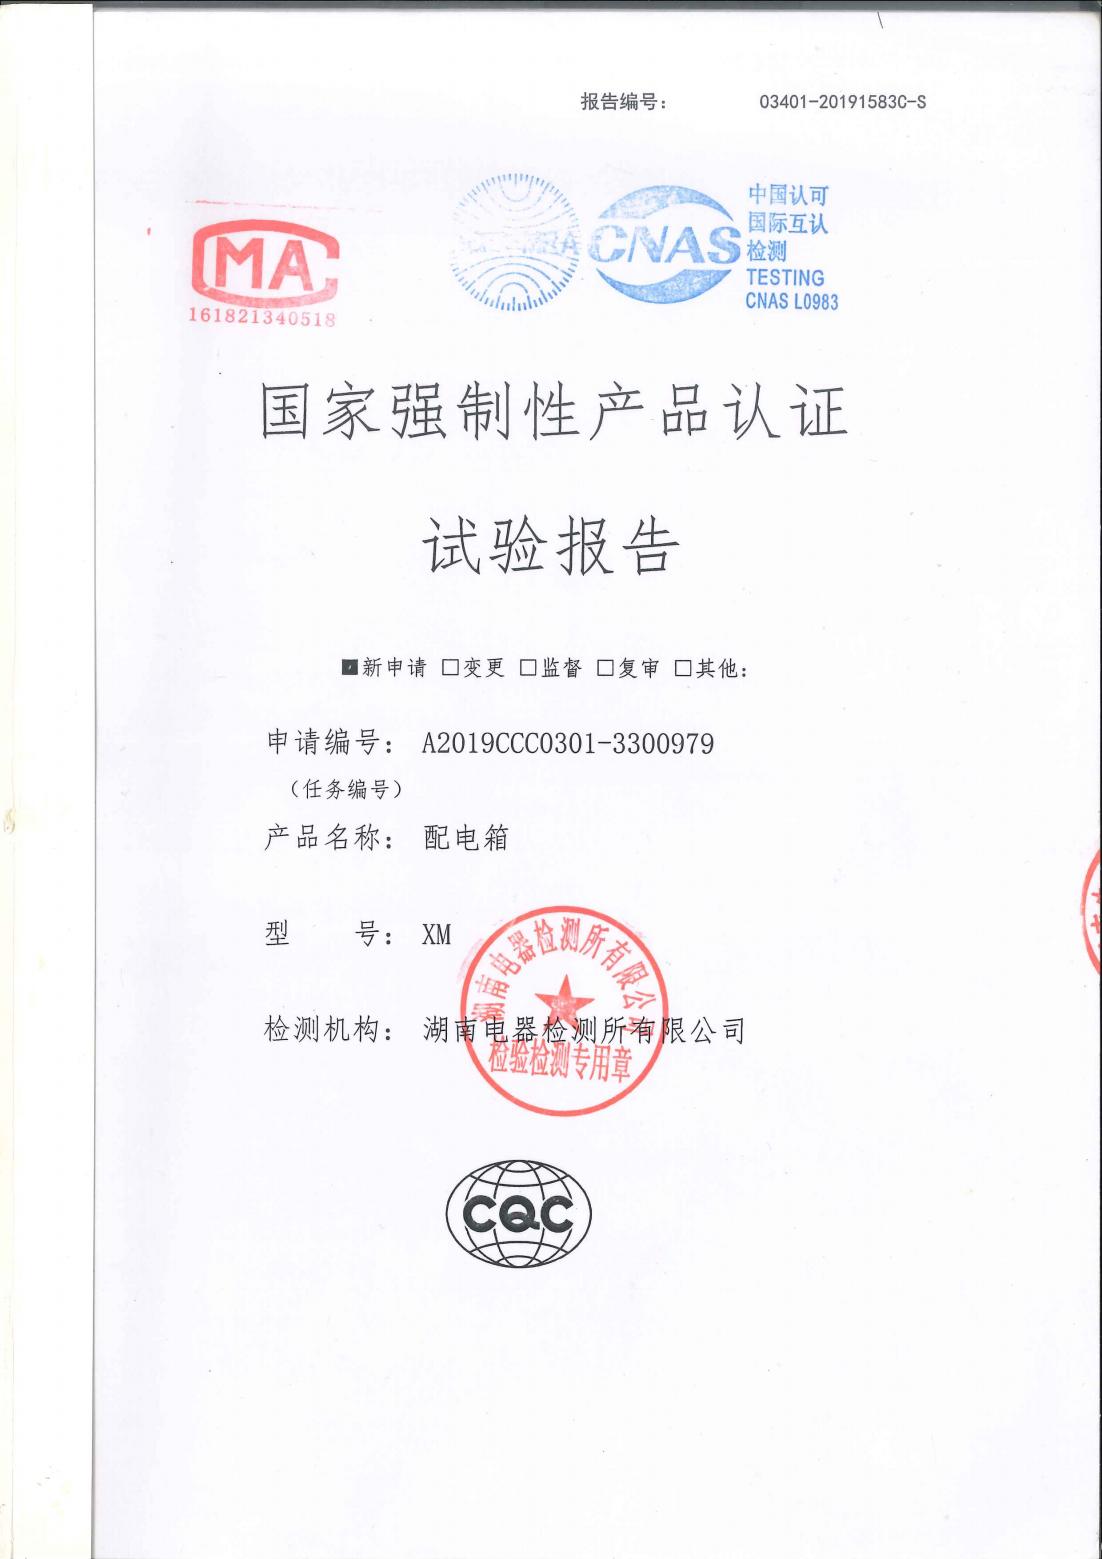 报告编号： 03401-20191583C-S
MA
161821340518
CNAS
中国认可
国际互认
检测
TESTING
CNAS L0983
国家强制性产品认证
试验报告
■新申请 □变更 □监督 □复审 □其他：
申请编号： A2019CCC0301-3300979
（任务编号）
产品名称： 配电箱
型 号： XM
湖南电器检测所有限公司
检测机构： 湖南电器检测所有限公司
检验检测专用章
CQC